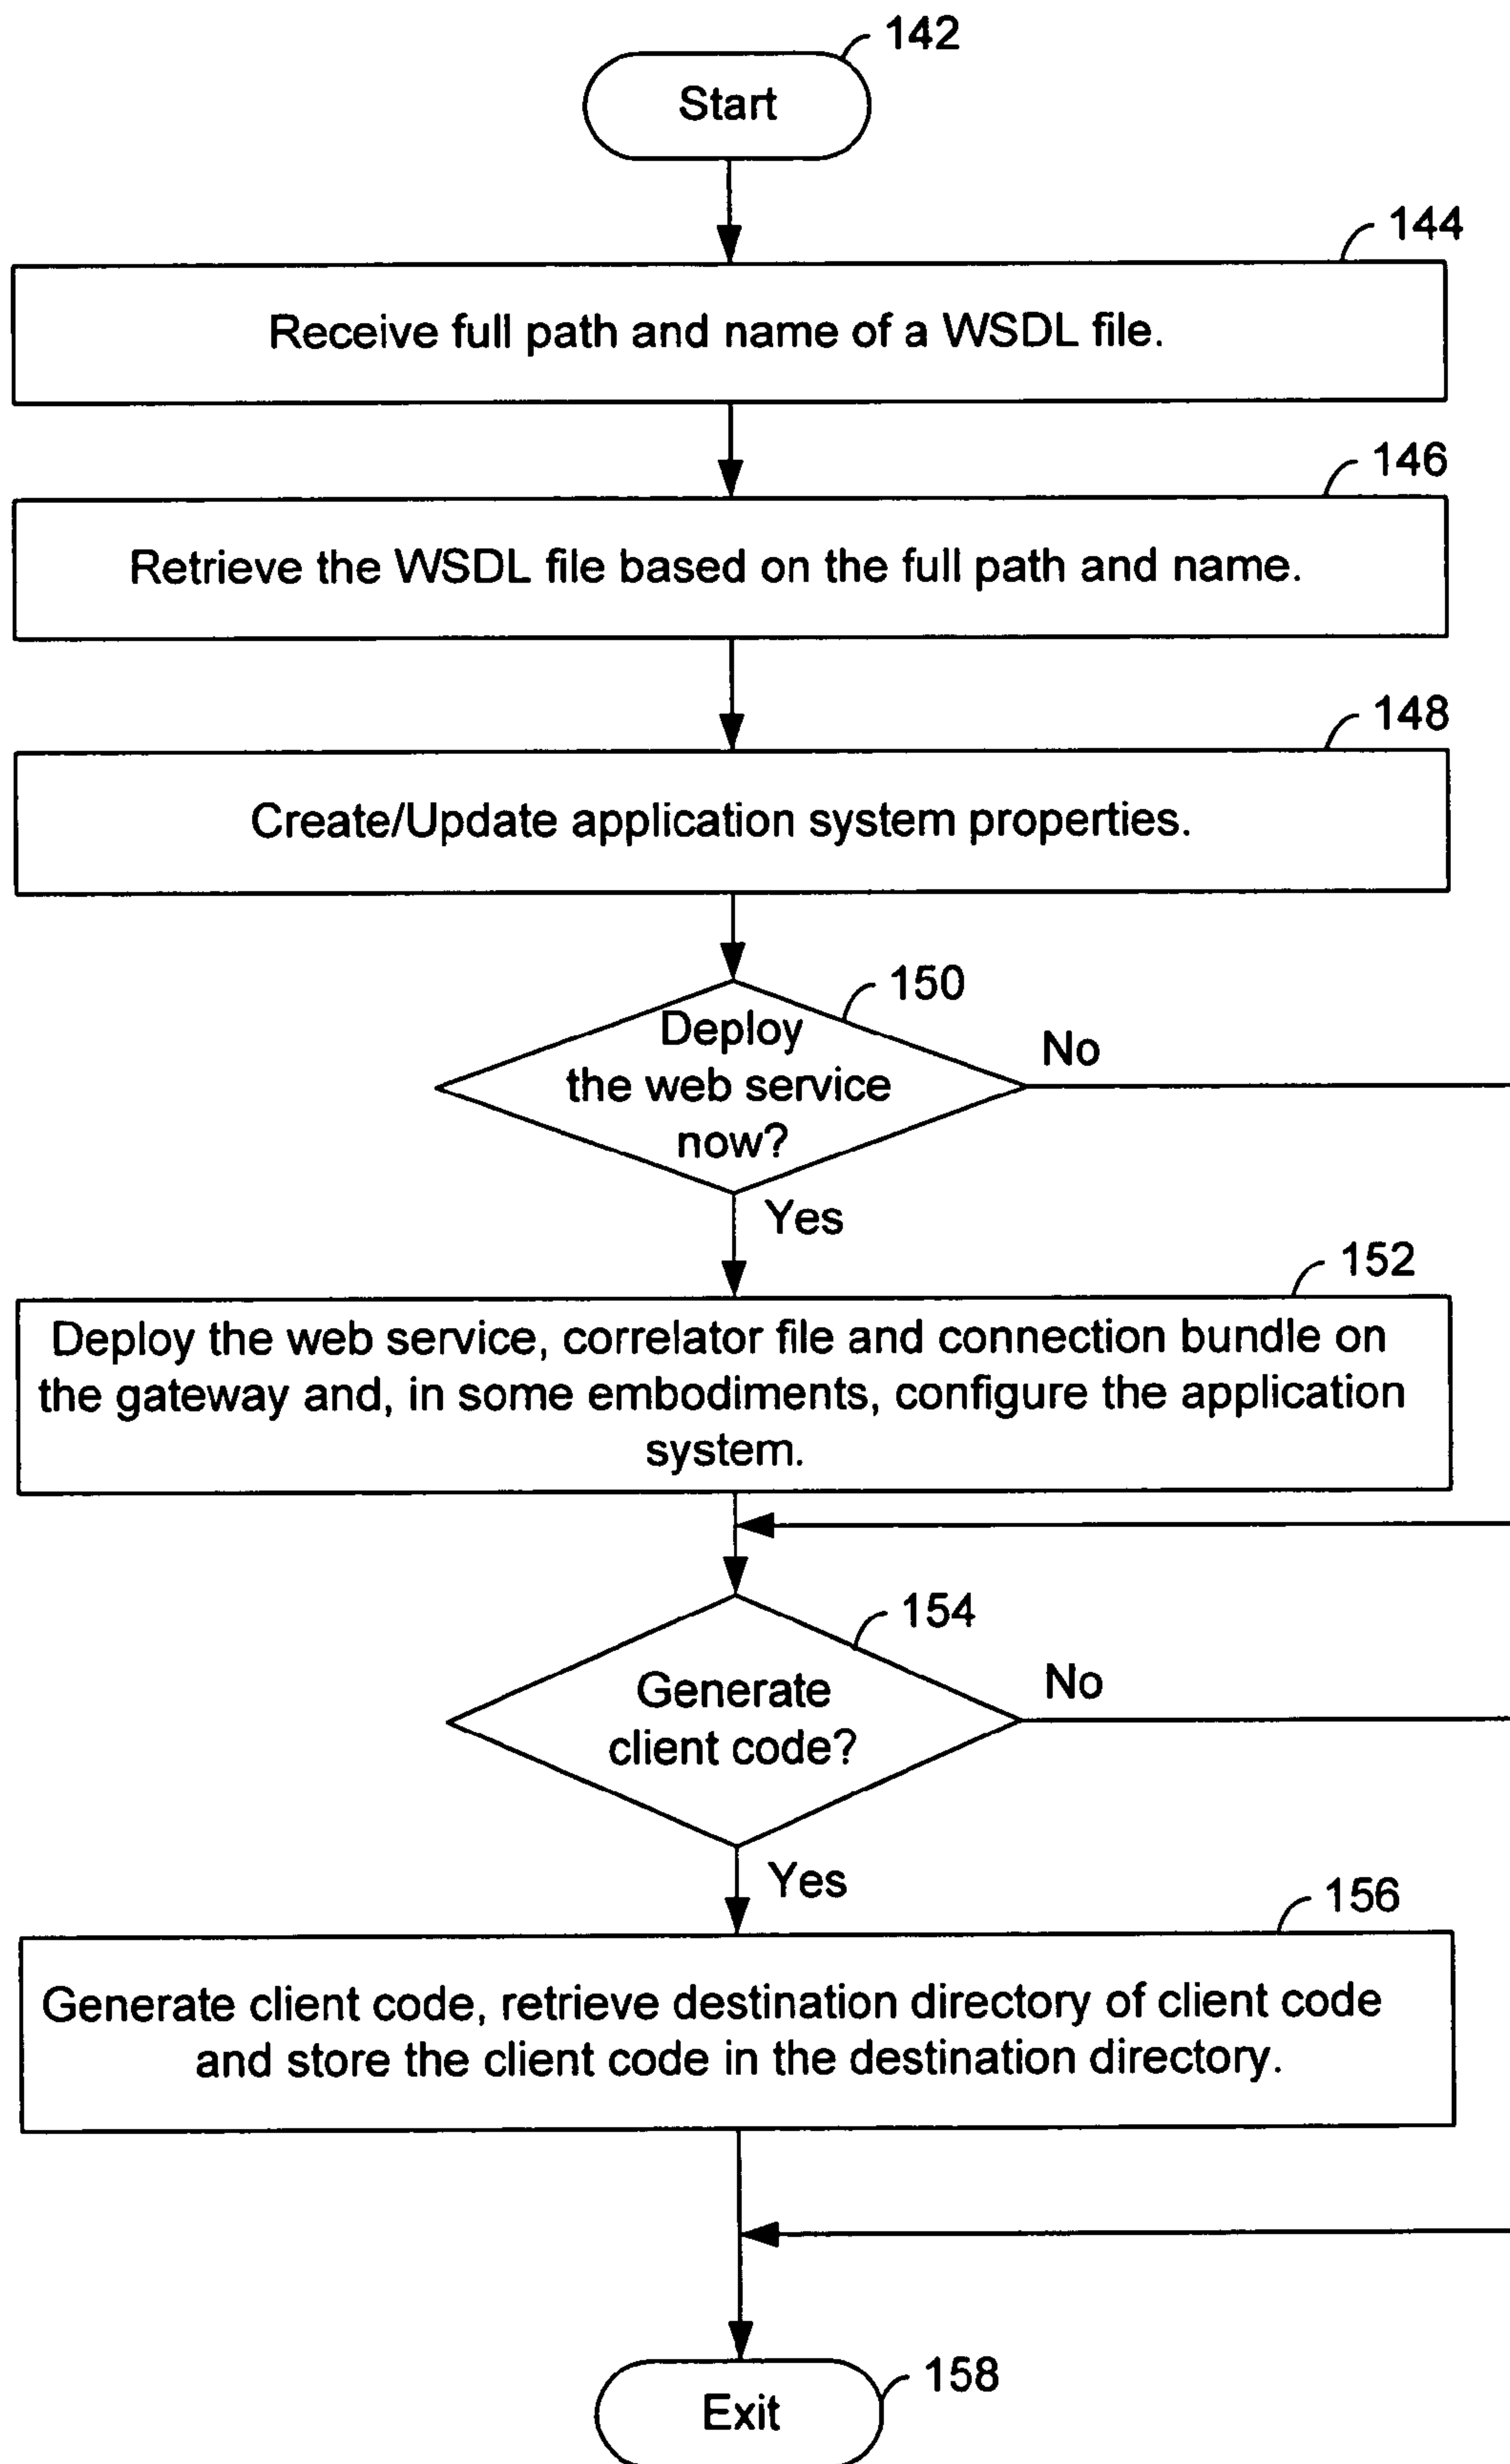 142
Start
144
Receive full path and name of a WSDL file.
146
Retrieve the WSDL file based on the full path and name.
148
Create/Update application system properties.
150
Deploy
the web service
now?
No
Yes
152
Deploy the web service, correlator file and connection bundle on
the gateway and, in some embodiments, configure the application
system.
154
Generate
client code?
No
Yes
156
Generate client code, retrieve destination directory of client code
and store the client code in the destination directory.
158
Exit